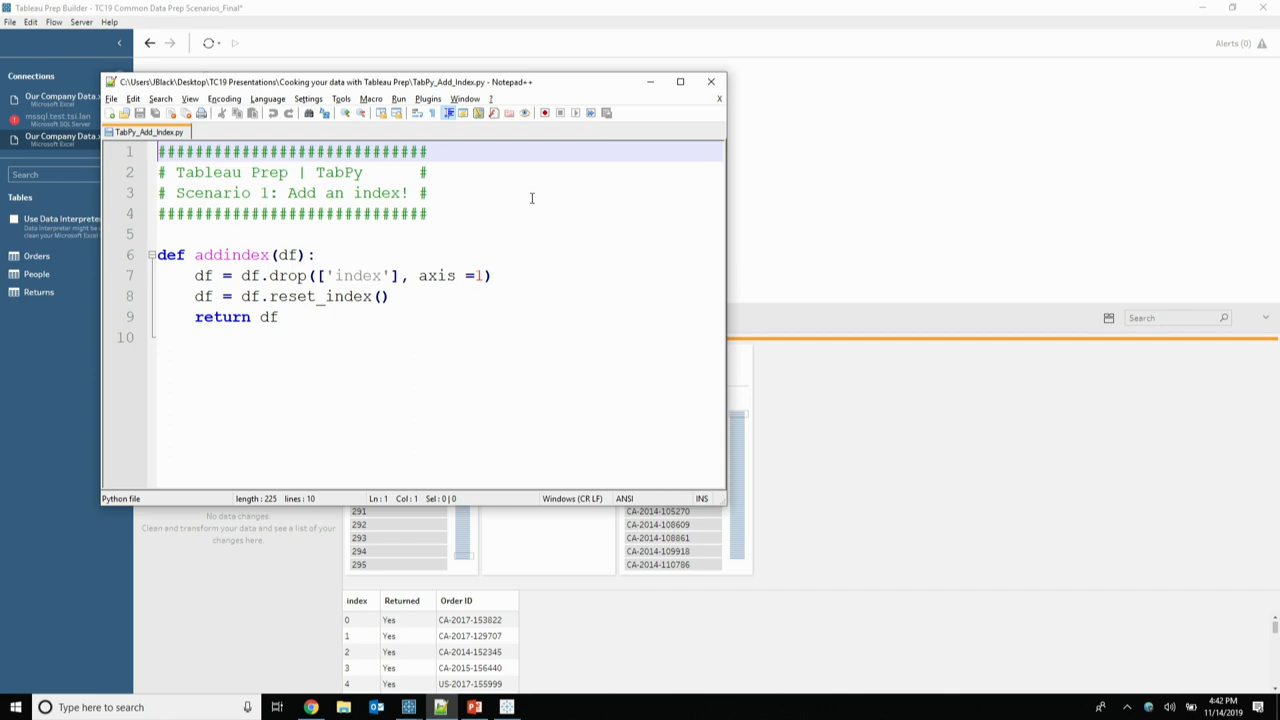 Tableau Prep Builder - TC19 Common Data Prep Scenarios_Final*
File Edit Flow Server Help
Alerts (0)
Connections
Our Company Data.
Microsoft Excel
mssql.test.tsi.lan
Microsoft SQL Server
Our Company Data.
Microsoft Excel
Search
Tables
Use Data Interprete
Data Interpreter might be
clean your Microsoft Excel
Orders
People
Returns
C:\Users\JBlack\Desktop\TC19 Presentations\Cooking your data with Tableau Prep\TabPy_Add_Index.py - Notepad++
File Edit Search View Encoding Language Settings Tools Macro Run Plugins Window ? X
TabPy_Add_Index.py
1 #############################
2 # Tableau Prep | TabPy #
3 # Scenario 1: Add an index! #
4 #############################
5
6 def addindex(df):
7 df = df.drop(['index'], axis =1)
8 df = df.reset_index()
9 return df
10
Python file length : 225 lines : 10 Ln : 1 Col : 1 Sel : 0 | 0 Windows (CR LF) ANSI INS
Search
No data changes.
Clean and transform your data and see a list of your
changes here.
291 CA-2014-105270
292 CA-2014-108609
293 CA-2014-108861
294 CA-2014-109918
295 CA-2014-110786
index Returned Order ID
0 Yes CA-2017-153822
1 Yes CA-2017-129707
2 Yes CA-2014-152345
3 Yes CA-2015-156440
4 Yes US-2017-155999
Type here to search
4:42 PM
11/14/2019